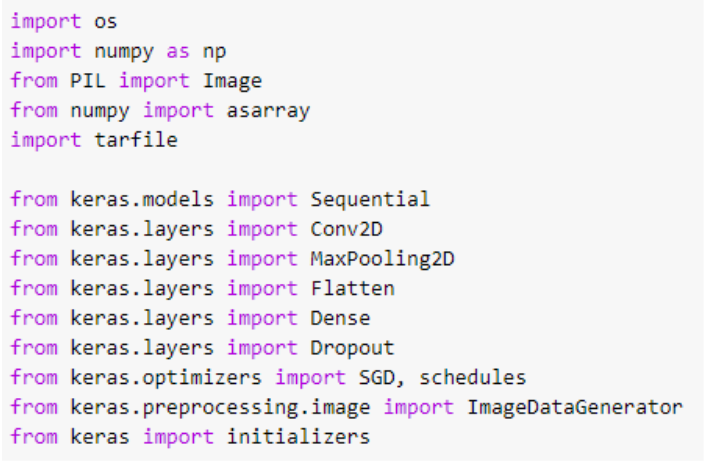 import os
import numpy as np
from PIL import Image
from numpy import asarray
import tarfile
from keras.models import Sequential
from keras.layers import Conv2D
from keras.layers import MaxPooling2D
from keras.layers import Flatten
from keras.layers import Dense
from keras.layers import Dropout
from keras.optimizers import SGD, schedules
from keras.preprocessing.image import ImageDataGenerator
from keras import initializers